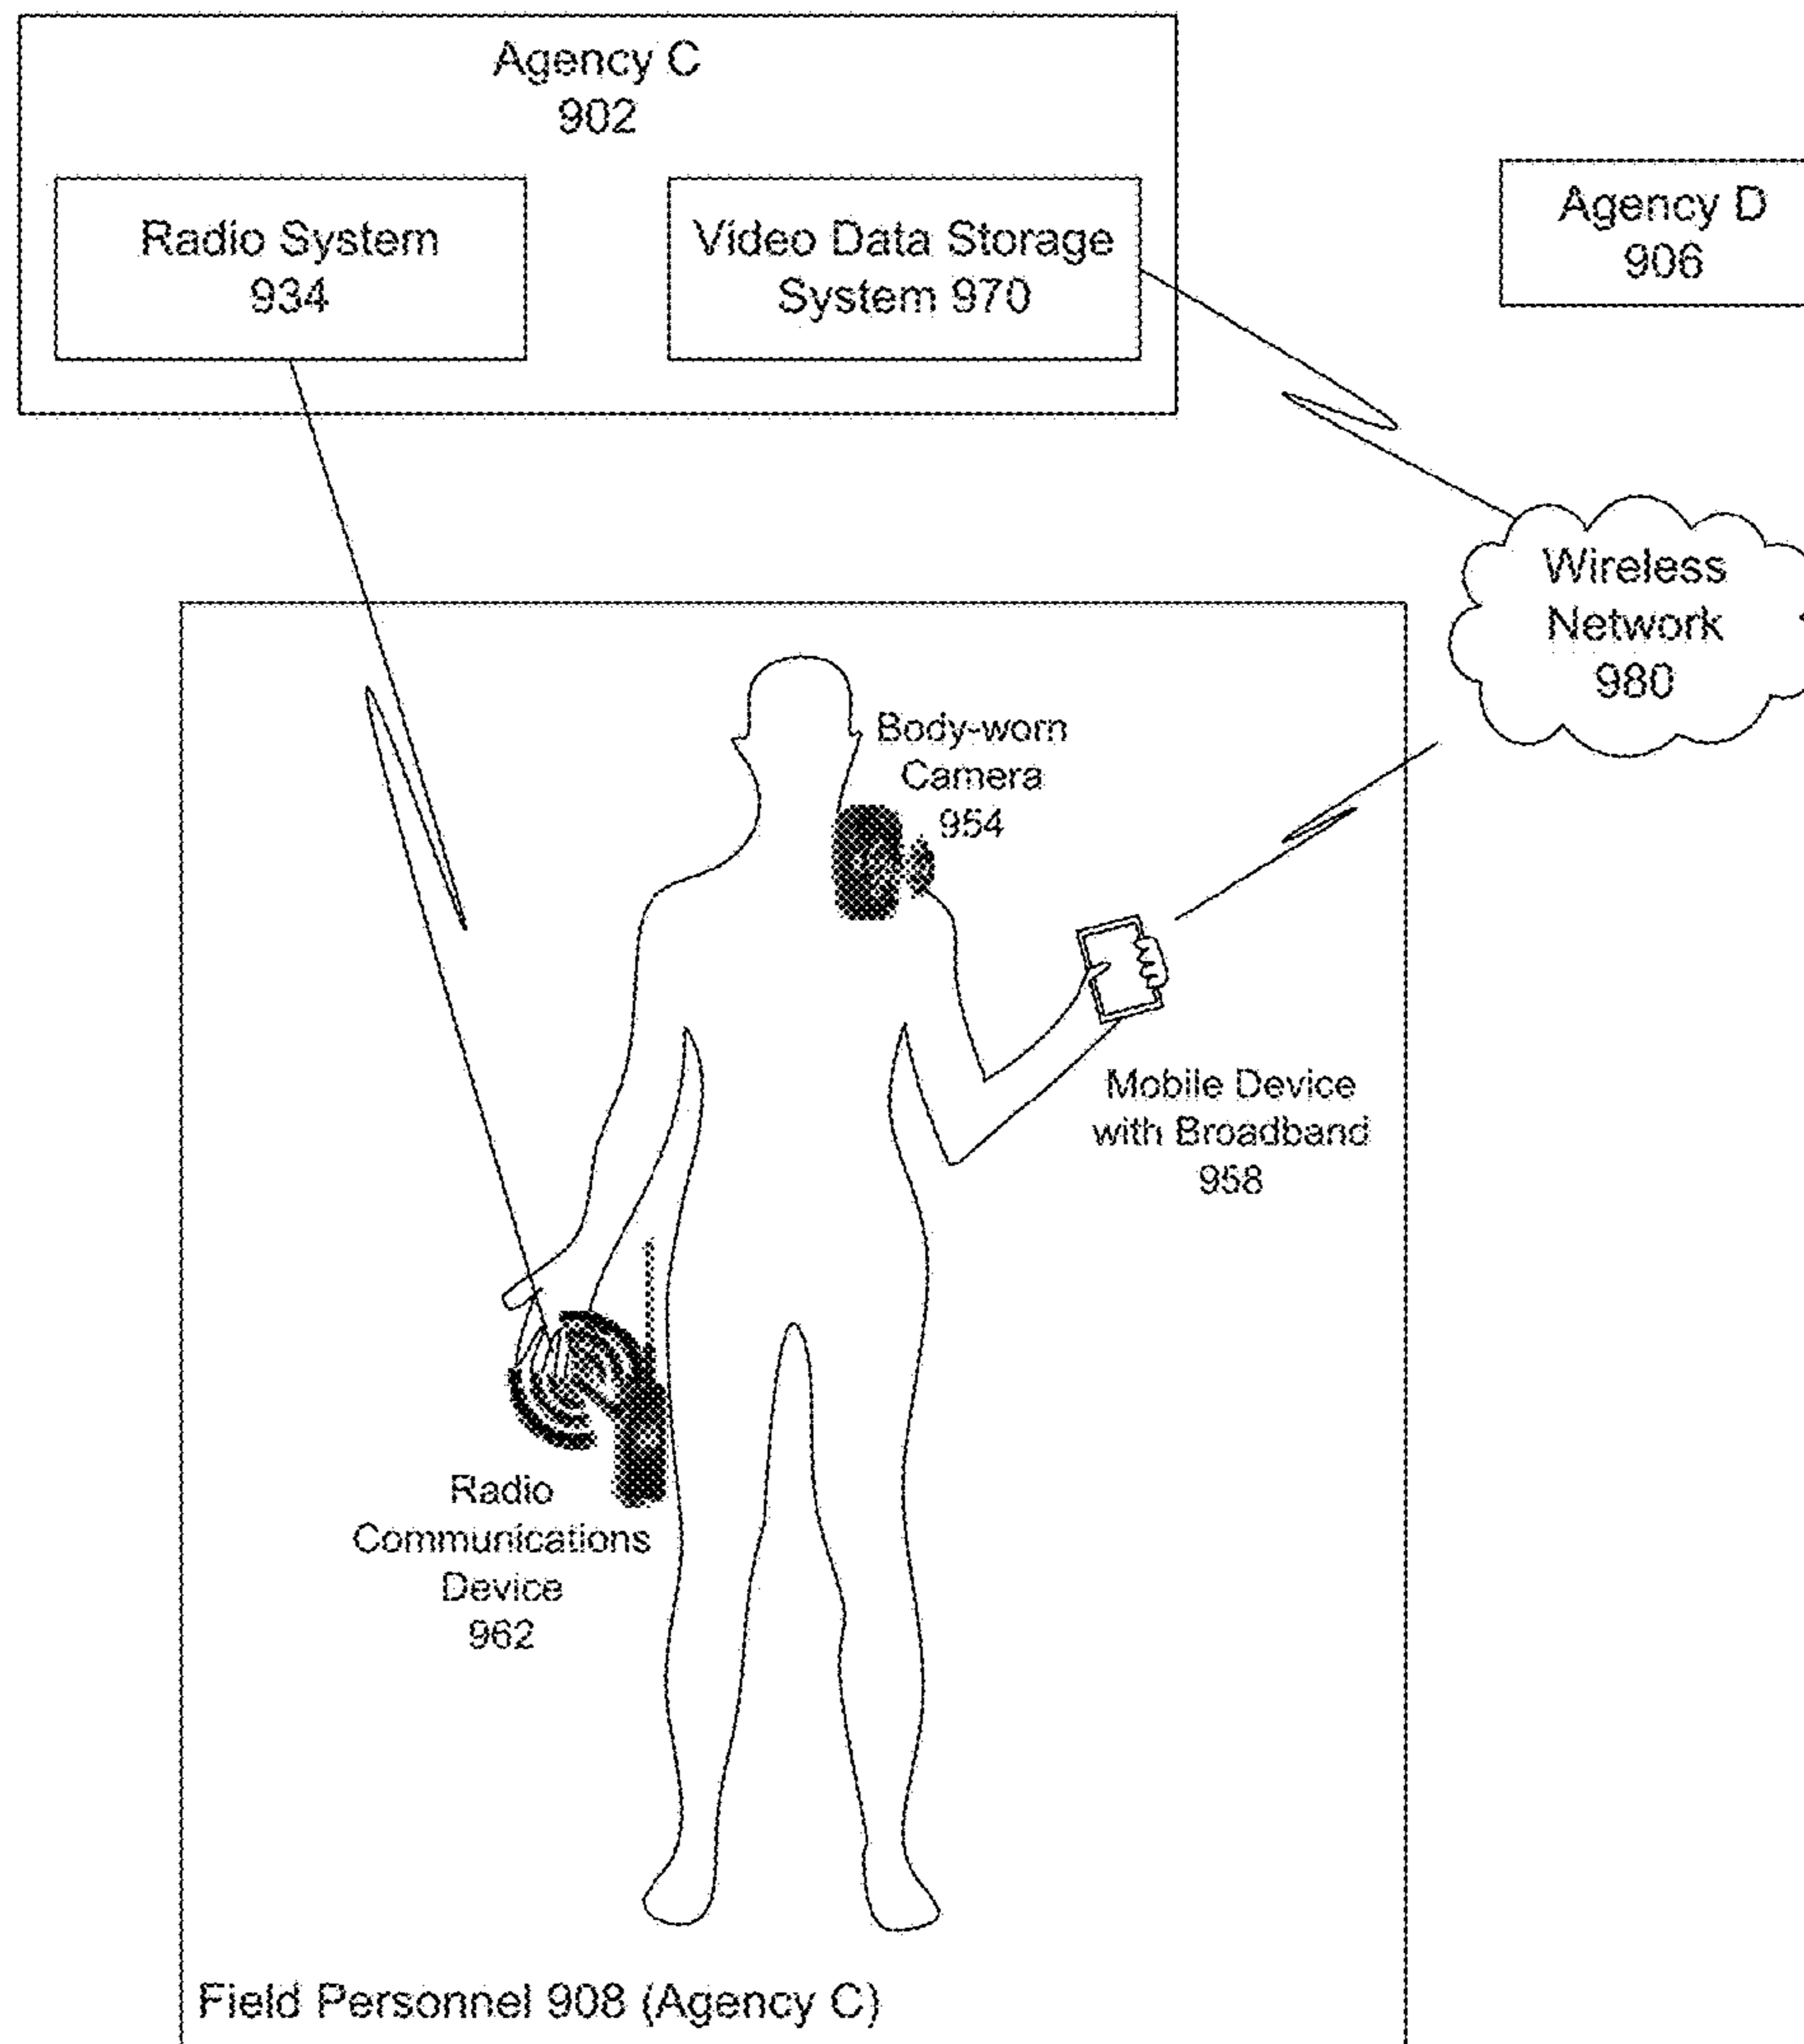 Agency C
902
Radio System
934
Video Data Storage
System 970
Agency D
906
Wireless
Network
980
Body-worn
Camera
954
Mobile Device
with Broadband
958
Radio
Communications
Device
962
Field Personnel 908 (Agency C)